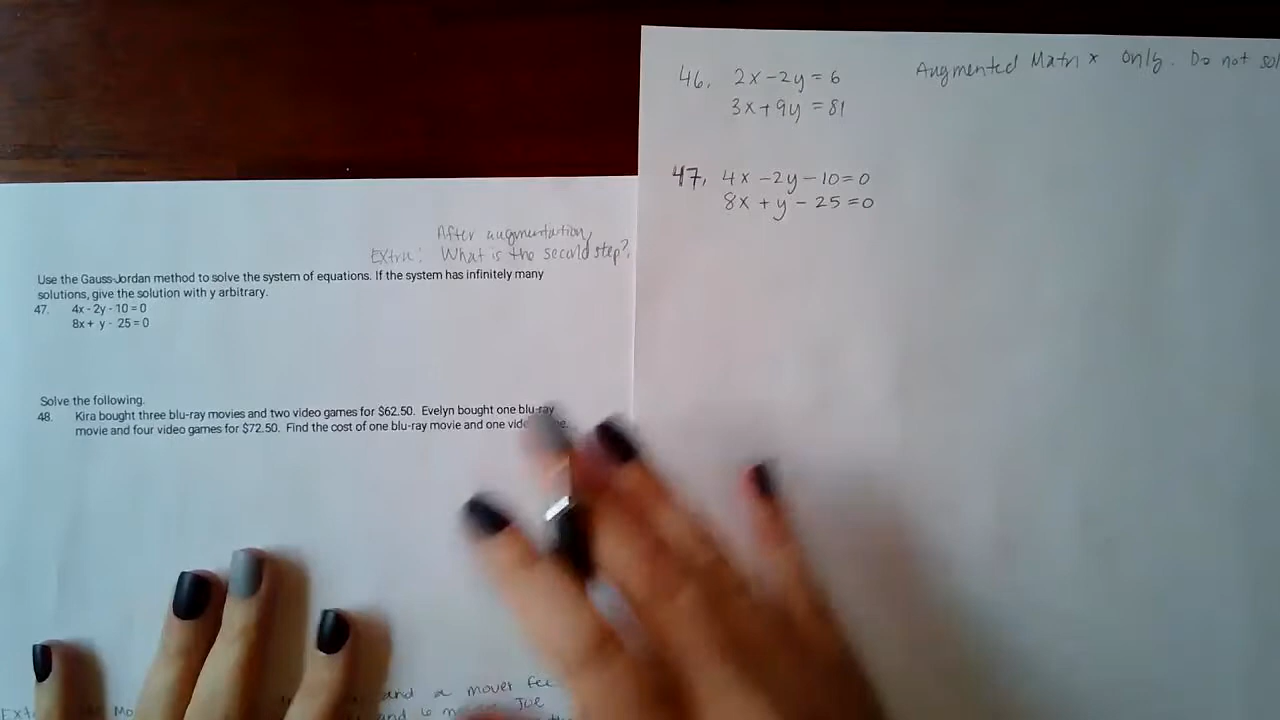 46. 2x-2y=6
3x+9y=81
Augmented Matrix only. Do not
47. 4x-2y-10=0
8x+y-25=0
After augmentation,
Extra: What is the second step?
Use the Gauss-Jordan method to solve the system of equations. If the system has infinitely many
solutions, give the solution with y arbitrary.
47. 4x - 2y - 10 = 0
8x + y - 25 = 0
Solve the following.
48. Kira bought three blu-ray movies and two video games for $62.50. Evelyn bought one blu-ray
movie and four video games for $72.50. Find the cost of one blu-ray movie and one
and a mover fee
and 6 Joe